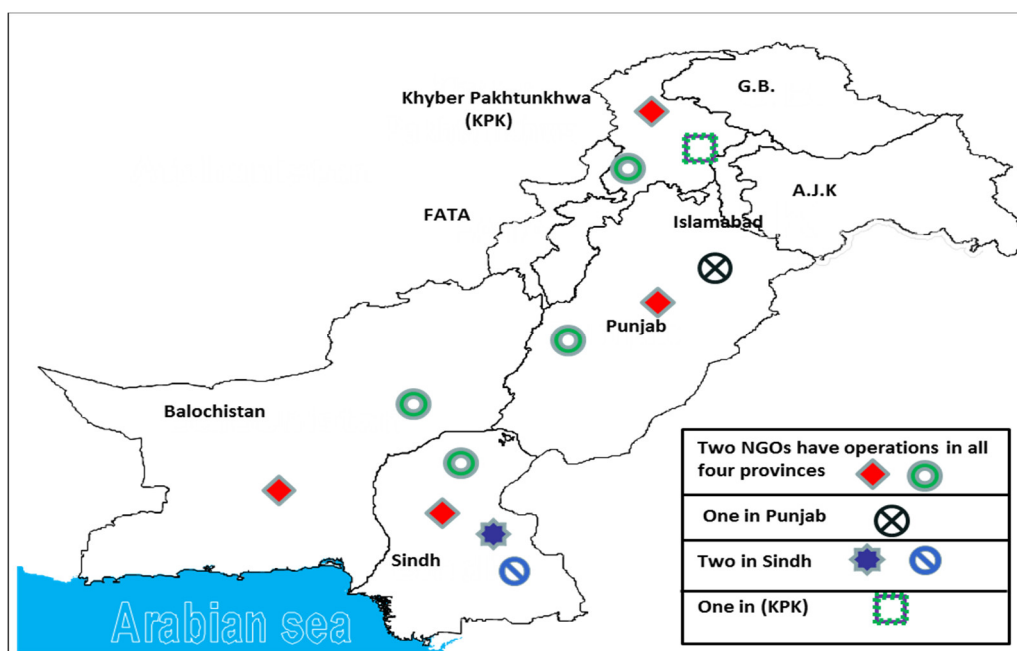 G.B.
Khyber Pakhtunkhwa
(KPK)
A.J.K
FATA
Islamabad
Punjab
Balochistan
Sindh
Arabian sea
Two NGOs have operations in all
four provinces
One in Punjab
Two in Sindh
One in (KPK)